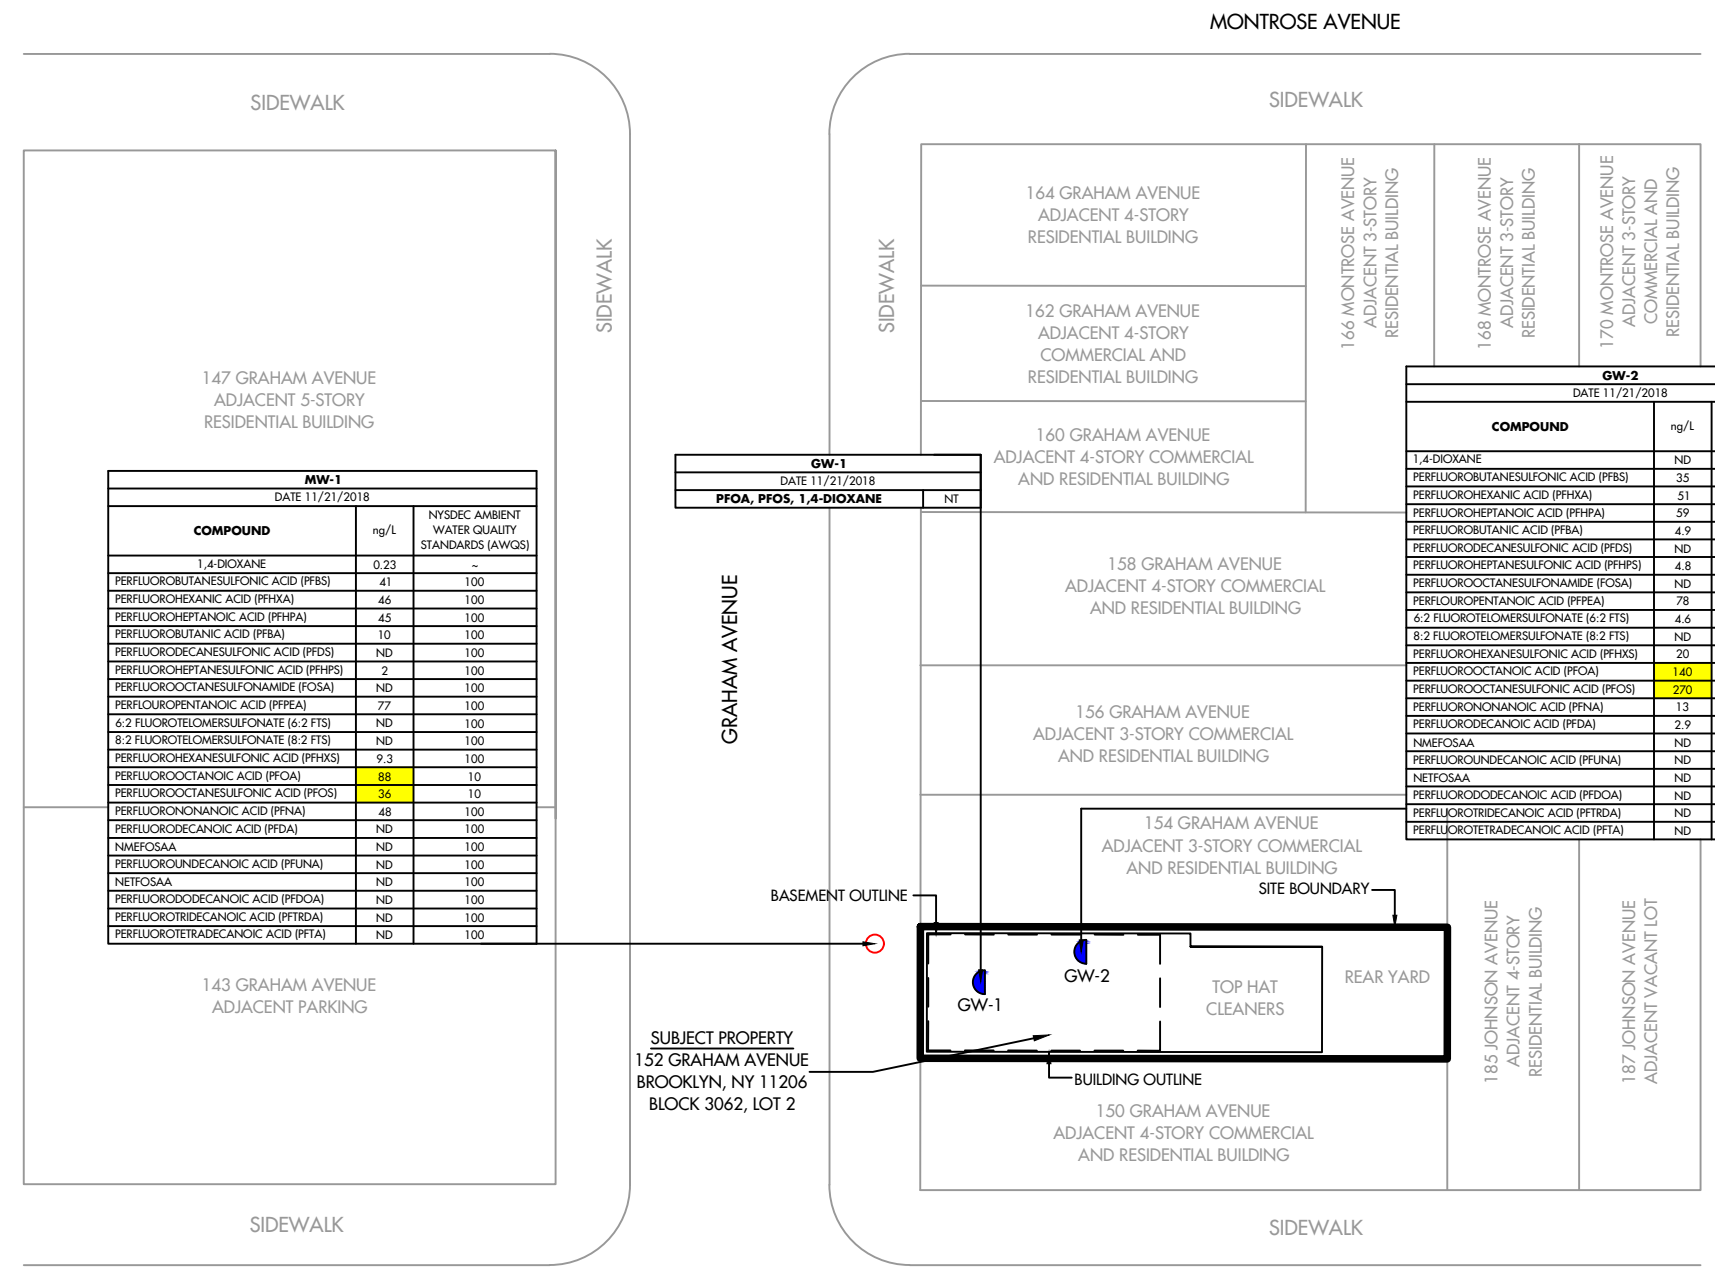 MONTROSE AVENUE
SIDEWALK
SIDEWALK
SIDEWALK
SIDEWALK
164 GRAHAM AVENUE
ADJACENT 4-STORY
RESIDENTIAL BUILDING
166 MONTROSE AVENUE
ADJACENT 3-STORY
RESIDENTIAL BUILDING
168 MONTROSE AVENUE
ADJACENT 3-STORY
RESIDENTIAL BUILDING
170 MONTROSE AVENUE
ADJACENT 3-STORY
COMMERCIAL AND
RESIDENTIAL BUILDING
162 GRAHAM AVENUE
ADJACENT 4-STORY
COMMERCIAL AND
RESIDENTIAL BUILDING
147 GRAHAM AVENUE
ADJACENT 5-STORY
RESIDENTIAL BUILDING
160 GRAHAM AVENUE
ADJACENT 4-STORY COMMERCIAL
AND RESIDENTIAL BUILDING
GW-1
DATE 11/21/2018
PFOA, PFOS, 1,4-DIOXANE NT
MW-1
DATE 11/21/2018
COMPOUND ng/L NYSDEC AMBIENT
WATER QUALITY
STANDARDS (AWQS)
1,4-DIOXANE 0.23 ~
PERFLUOROBUTANESULFONIC ACID (PFBS) 41 100
PERFLUOROHEXANIC ACID (PFHXA) 46 100
PERFLUOROHEPTANOIC ACID (PFHPA) 45 100
PERFLUOROBUTANIC ACID (PFBA) 10 100
PERFLUORODECANESULFONIC ACID (PFDS) ND 100
PERFLUOROHEPTANESULFONIC ACID (PFHPS) 2 100
PERFLUOROOCTANESULFONAMIDE (FOSA) ND 100
PERFLOUROPENTANOIC ACID (PFPEA) 77 100
6:2 FLUOROTELOMERSULFONATE (6:2 FTS) ND 100
8:2 FLUOROTELOMERSULFONATE (8:2 FTS) ND 100
PERFLUOROHEXANESULFONIC ACID (PFHXS) 9.3 100
PERFLUOROOCTANOIC ACID (PFOA) 88 10
PERFLUOROOCTANESULFONIC ACID (PFOS) 36 10
PERFLUORONONANOIC ACID (PFNA) 48 100
PERFLUORODECANOIC ACID (PFDA) ND 100
NMEFOSAA ND 100
PERFLUOROUNDECANOIC ACID (PFUNA) ND 100
NETFOSAA ND 100
PERFLUORODODECANOIC ACID (PFDOA) ND 100
PERFLUOROTRIDECANOIC ACID (PFTRDA) ND 100
PERFLUOROTETRADECANOIC ACID (PFTA) ND 100
GW-2
DATE 11/21/2018
COMPOUND ng/L
1,4-DIOXANE ND
PERFLUOROBUTANESULFONIC ACID (PFBS) 35
PERFLUOROHEXANIC ACID (PFHXA) 51
PERFLUOROHEPTANOIC ACID (PFHPA) 59
PERFLUOROBUTANIC ACID (PFBA) 4.9
PERFLUORODECANESULFONIC ACID (PFDS) ND
PERFLUOROHEPTANESULFONIC ACID (PFHPS) 4.8
PERFLUOROOCTANESULFONAMIDE (FOSA) ND
PERFLOUROPENTANOIC ACID (PFPEA) 78
6:2 FLUOROTELOMERSULFONATE (6:2 FTS) 4.6
8:2 FLUOROTELOMERSULFONATE (8:2 FTS) ND
PERFLUOROHEXANESULFONIC ACID (PFHXS) 20
PERFLUOROOCTANOIC ACID (PFOA) 140
PERFLUOROOCTANESULFONIC ACID (PFOS) 270
PERFLUORONONANOIC ACID (PFNA) 13
PERFLUORODECANOIC ACID (PFDA) 2.9
NMEFOSAA ND
PERFLUOROUNDECANOIC ACID (PFUNA) ND
NETFOSAA ND
PERFLUORODODECANOIC ACID (PFDOA) ND
PERFLUOROTRIDECANOIC ACID (PFTRDA) ND
PERFLUOROTETRADECANOIC ACID (PFTA) ND
GRAHAM AVENUE
158 GRAHAM AVENUE
ADJACENT 4-STORY COMMERCIAL
AND RESIDENTIAL BUILDING
156 GRAHAM AVENUE
ADJACENT 3-STORY COMMERCIAL
AND RESIDENTIAL BUILDING
154 GRAHAM AVENUE
ADJACENT 3-STORY COMMERCIAL
AND RESIDENTIAL BUILDING
BASEMENT OUTLINE
SITE BOUNDARY
143 GRAHAM AVENUE
ADJACENT PARKING
GW-1
GW-2
TOP HAT
CLEANERS
REAR YARD
SUBJECT PROPERTY
152 GRAHAM AVENUE
BROOKLYN, NY 11206
BLOCK 3062, LOT 2
BUILDING OUTLINE
185 JOHNSON AVENUE
ADJACENT 4-STORY
RESIDENTIAL BUILDING
187 JOHNSON AVENUE
ADJACENT VACANT LOT
150 GRAHAM AVENUE
ADJACENT 4-STORY COMMERCIAL
AND RESIDENTIAL BUILDING
SIDEWALK
SIDEWALK